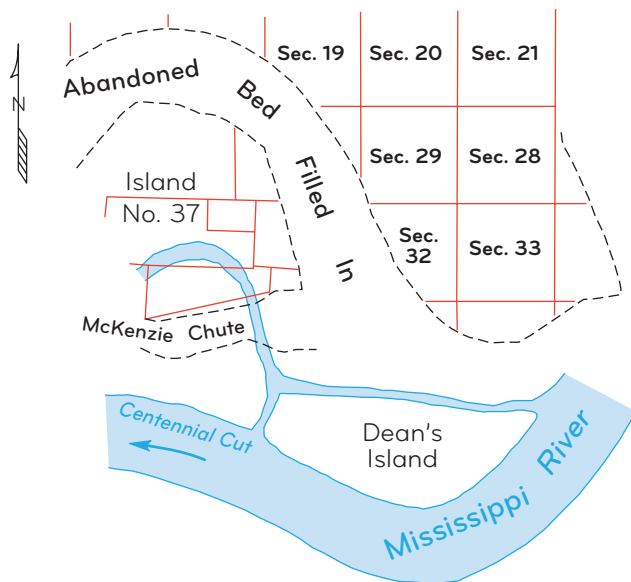 Sec. 19 Sec. 20 Sec. 21
Abandoned Bed Filled In
N
Sec. 29 Sec. 28
Island
No. 37
Sec.
32
Sec. 33
McKenzie Chute
Centennial Cut
Dean's
Island
Mississippi River